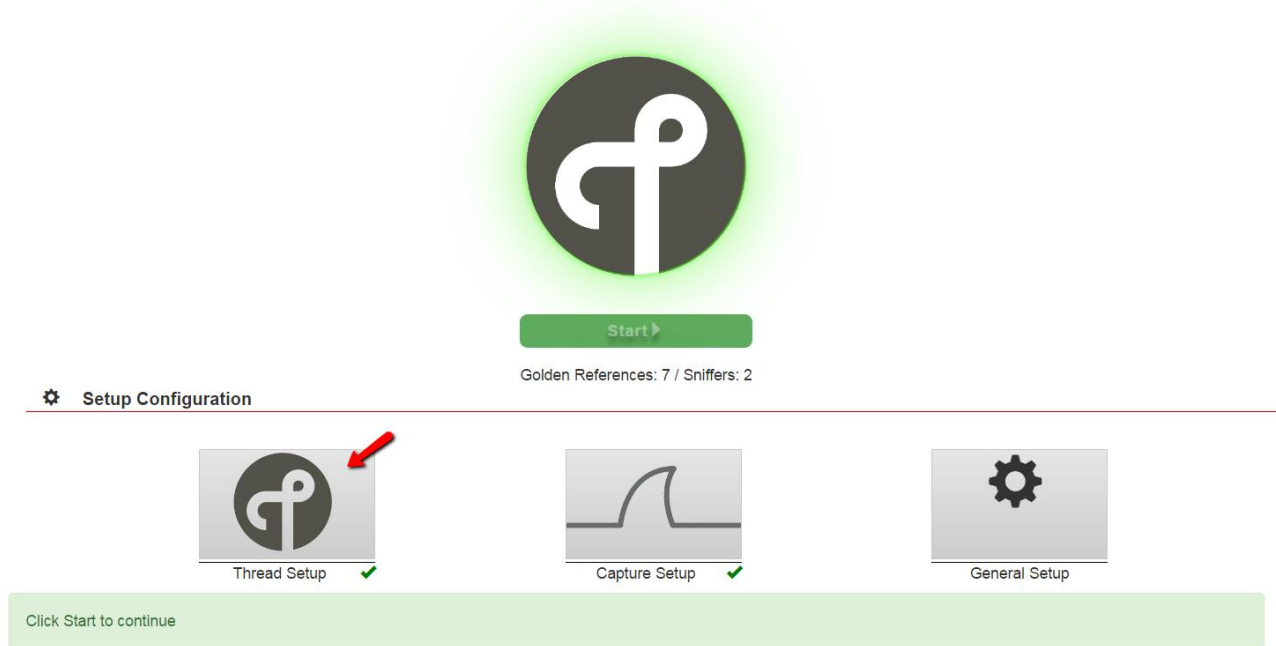 Start
Golden References: 7 / Sniffers: 2
Setup Configuration
Thread Setup
Capture Setup
General Setup
Click Start to continue